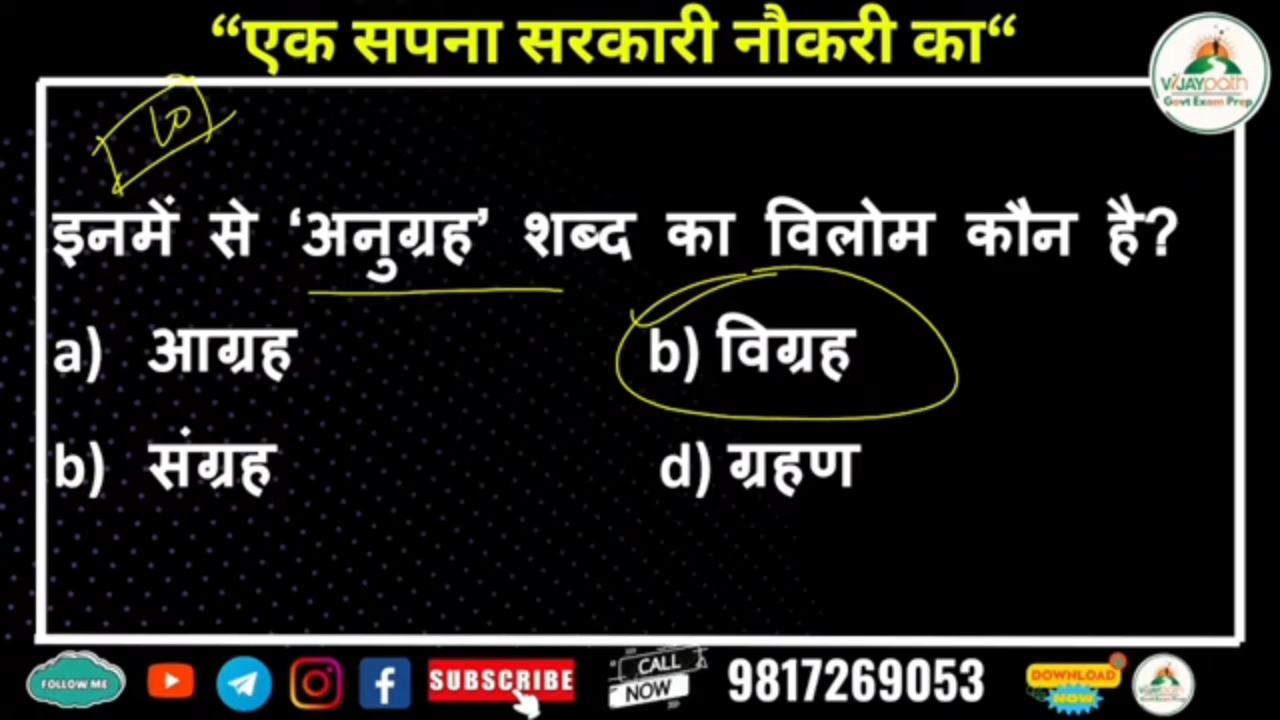 “एक सपना सरकारी नौकरी का“
VIJAYpath
Govt Exam Prep
10
इनमें से ‘अनुग्रह’ शब्द का विलोम कौन है?
a) आग्रह b) विग्रह
b) संग्रह d) ग्रहण
FOLLOW ME SUBSCRIBE CALL NOW 9817269053 DOWNLOAD NOW